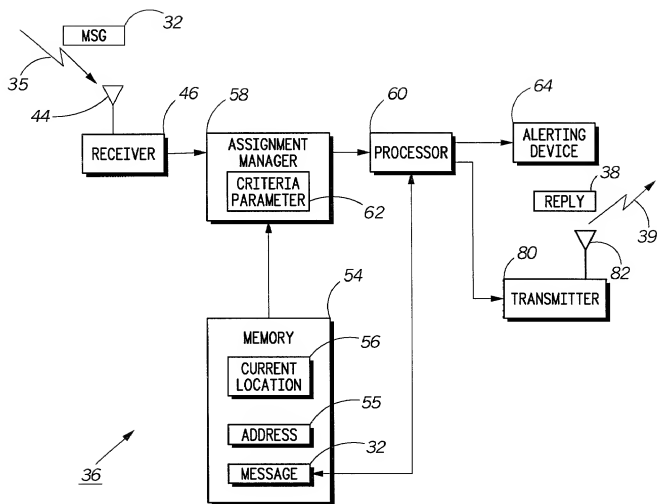 MSG
32
35
44
46
RECEIVER
58
ASSIGNMENT
MANAGER
CRITERIA
PARAMETER
62
60
PROCESSOR
64
ALERTING
DEVICE
38
REPLY
39
82
80
TRANSMITTER
54
MEMORY
56
CURRENT
LOCATION
55
ADDRESS
32
MESSAGE
36